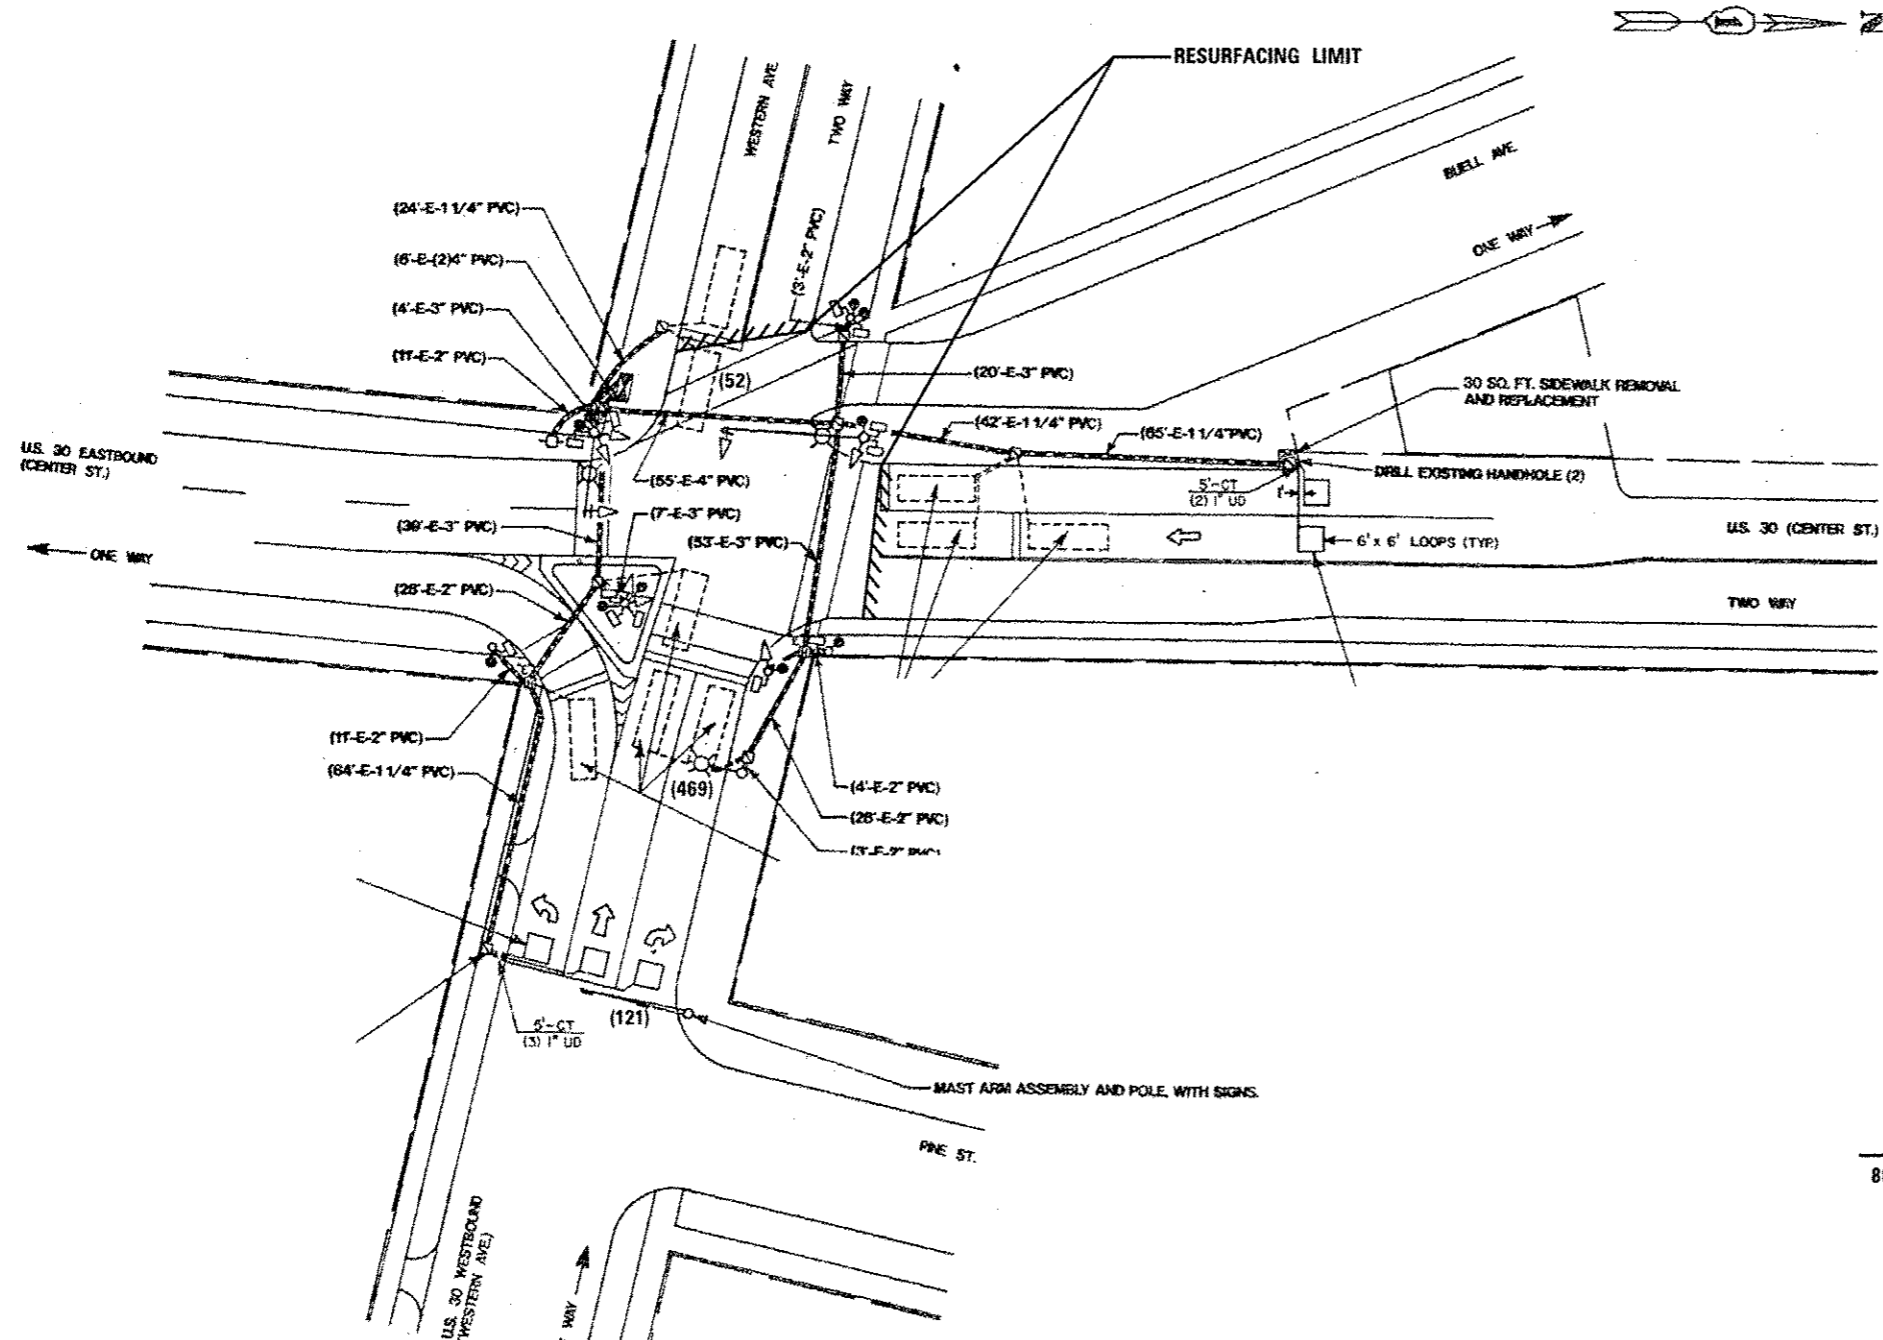 RESURFACING LIMIT
WESTERN AVE
TWO WAY
BUELL AVE.
ONE WAY
(24'-E-1 1/4" PVC)
(6'-E-(2)4" PVC)
(4'-E-3" PVC)
(11'-E-2" PVC)
(3'-E-2" PVC)
(52)
(20'-E-3" PVC)
30 SQ. FT. SIDEWALK REMOVAL
AND REPLACEMENT
(42'-E-1 1/4" PVC)
(65'-E-1 1/4" PVC)
U.S. 30 EASTBOUND
(CENTER ST.)
DRILL EXISTING HANDHOLE (2)
(55'-E-4" PVC)
5'-CT
(2) 1" UD
1'
(7'-E-3" PVC)
(39'-E-3" PVC)
(53'-E-3" PVC)
6' x 6' LOOPS (TYP.)
U.S. 30 (CENTER ST.)
ONE WAY
(28'-E-2" PVC)
TWO WAY
(11'-E-2" PVC)
(64'-E-1 1/4" PVC)
(469)
(4'-E-2" PVC)
(28'-E-2" PVC)
(3'-E-2" PVC)
5'-CT
(3) 1" UD
(121)
MAST ARM ASSEMBLY AND POLE, WITH SIGNS.
PINE ST.
U.S. 30 WESTBOUND
(WESTERN AVE)
WAY